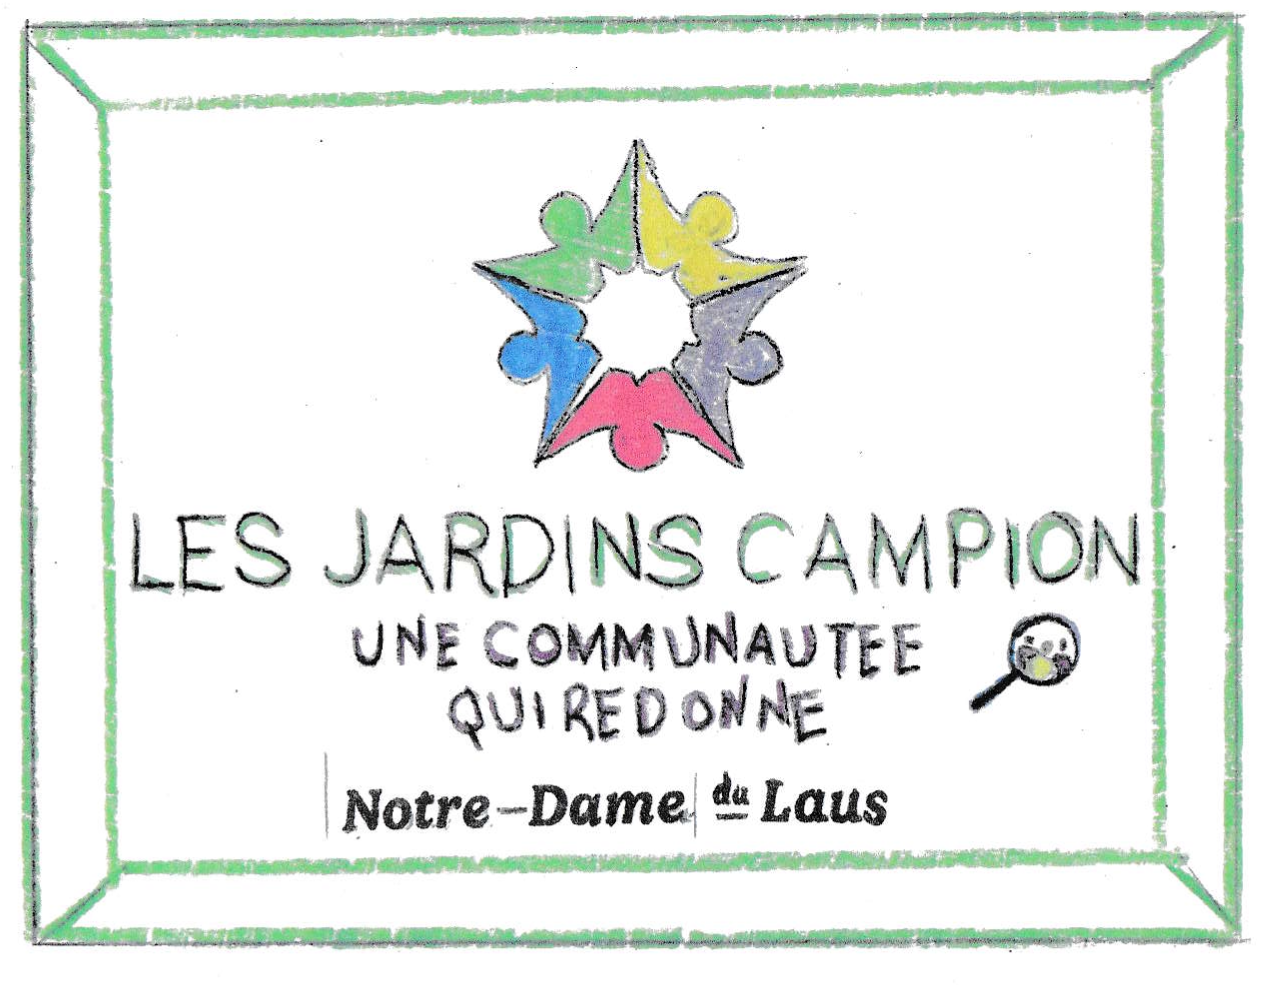 LES JARDINS CAMPION
UNE COMMUNAUTEE
QUI REDONNE
Notre-Dame du Laus